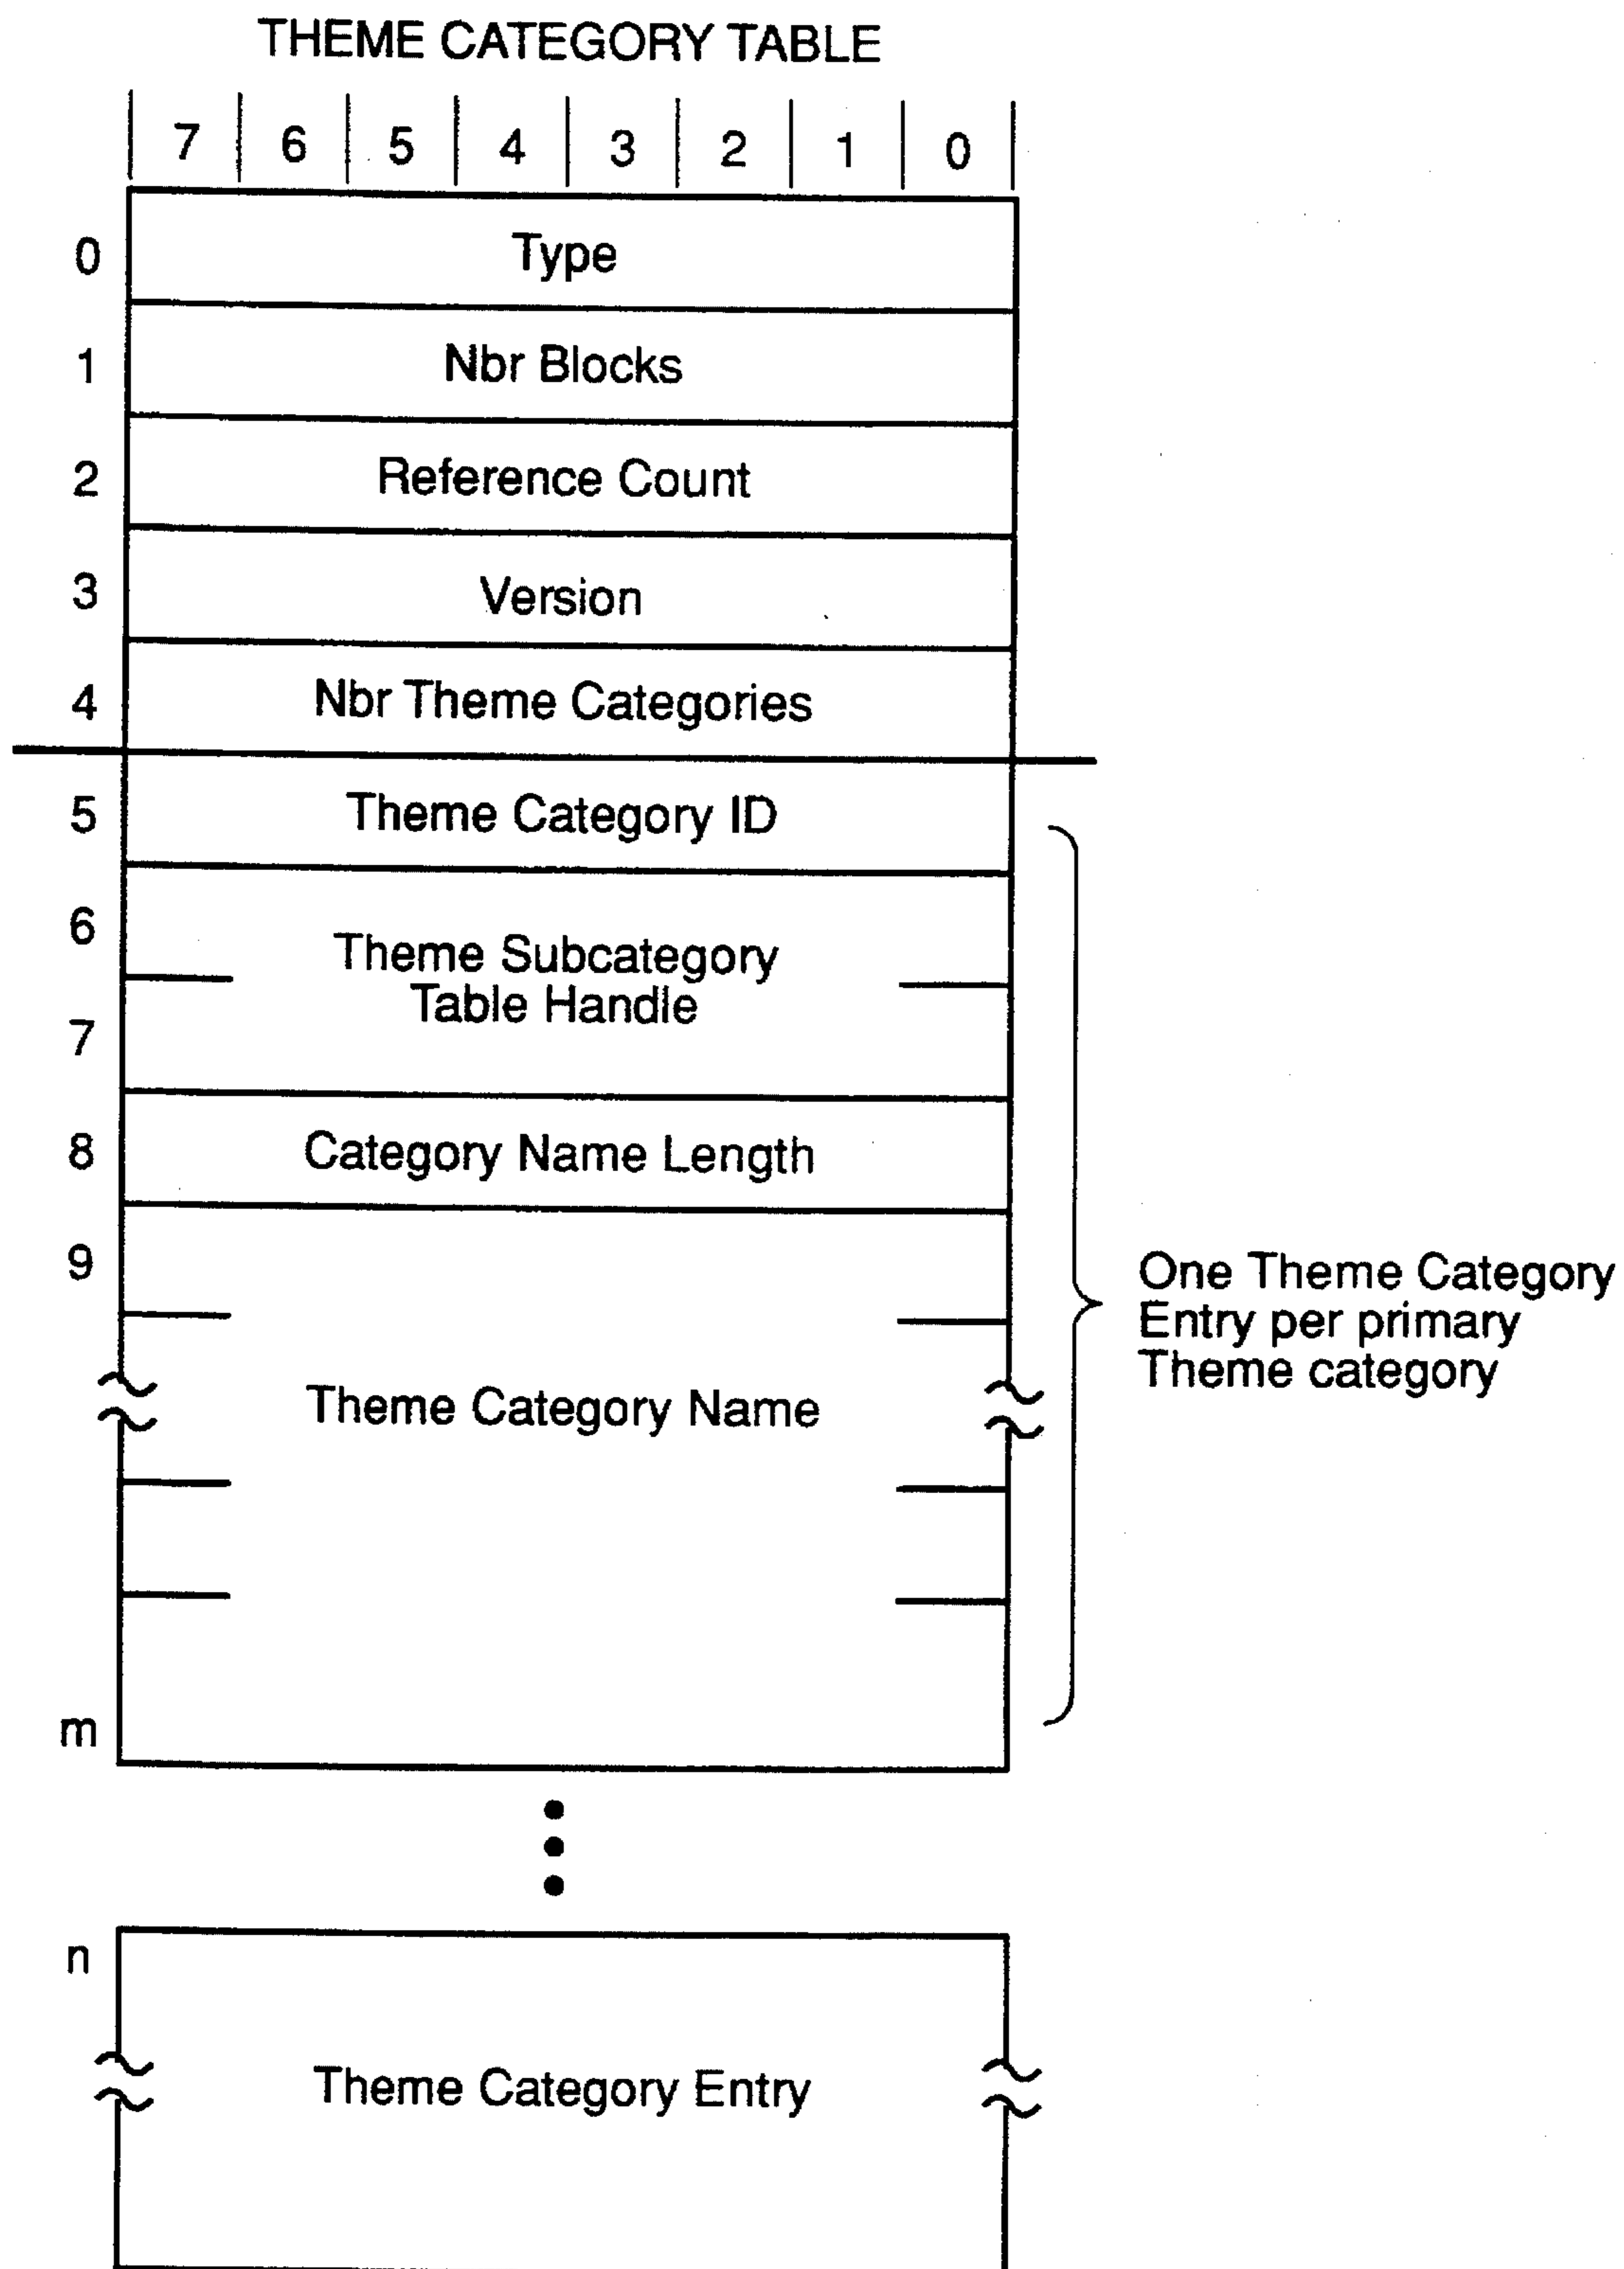 THEME CATEGORY TABLE
7 6 5 4 3 2 1 0
0 Type
1 Nbr Blocks
2 Reference Count
3 Version
4 Nbr Theme Categories
5 Theme Category ID
6
Theme Subcategory
Table Handle
7
8 Category Name Length
9
One Theme Category
Entry per primary
Theme category
Theme Category Name
m
n
Theme Category Entry